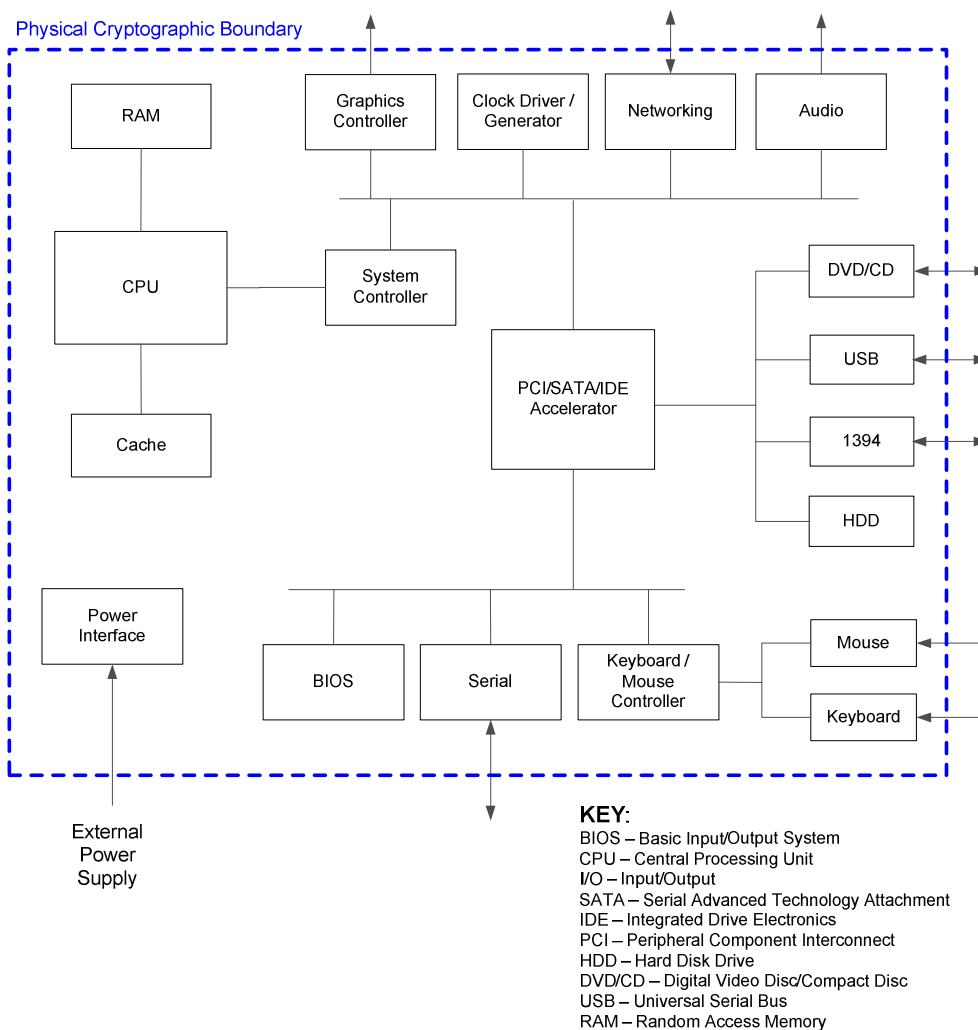 Physical Cryptographic Boundary
RAM
Graphics
Controller
Clock Driver /
Generator
Networking
Audio
CPU
System
Controller
DVD/CD
USB
PCI/SATA/IDE
Accelerator
1394
Cache
HDD
Power
Interface
BIOS
Serial
Keyboard /
Mouse
Controller
Mouse
Keyboard
External
Power
Supply
KEY:
BIOS – Basic Input/Output System
CPU – Central Processing Unit
I/O – Input/Output
SATA – Serial Advanced Technology Attachment
IDE – Integrated Drive Electronics
PCI – Peripheral Component Interconnect
HDD – Hard Disk Drive
DVD/CD – Digital Video Disc/Compact Disc
USB – Universal Serial Bus
RAM – Random Access Memory